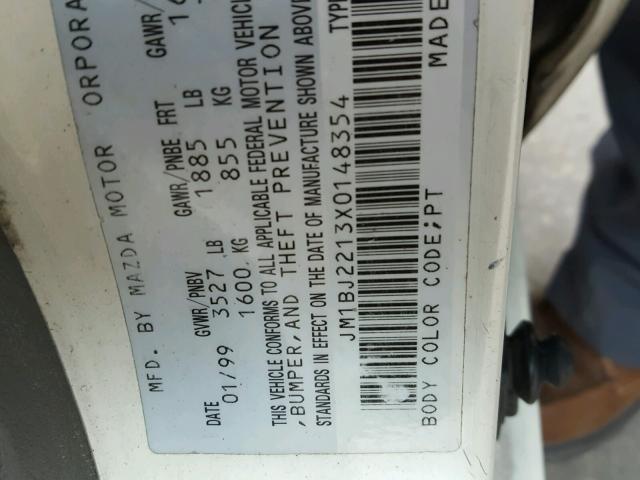 MFD. BY MAZDA MOTOR ORPORA
GVWR/PNBV GAWR/PNBE FRT GAWR/P
DATE 3527 LB 1885 LB
01/99 1600 KG 855 KG
THIS VEHICLE CONFORMS TO ALL APPLICABLE FEDERAL MOTOR VEHIC
,BUMPER,AND THEFT PREVENTION
STANDARDS IN EFFECT ON THE DATE OF MANUFACTURE SHOWN ABOVE
JM1BJ2213X0148354 TYPE
BODY COLOR CODE;PT MADE